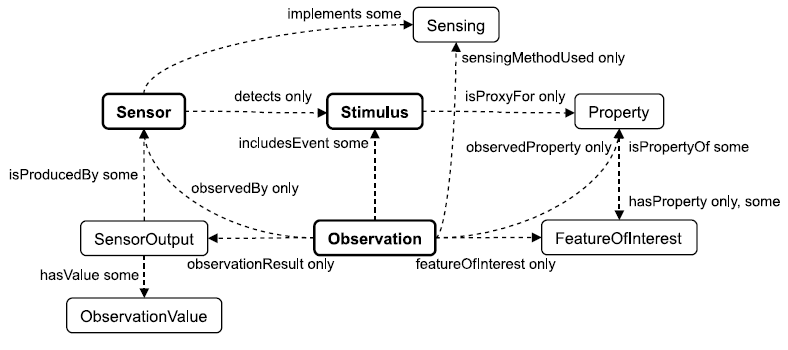 implements some
Sensing
sensingMethodUsed only
Sensor
detects only
Stimulus
isProxyFor only
Property
includesEvent some
observedProperty only
isPropertyOf some
isProducedBy some
observedBy only
hasProperty only, some
SensorOutput
Observation
FeatureOfInterest
observationResult only
featureOfInterest only
hasValue some
ObservationValue